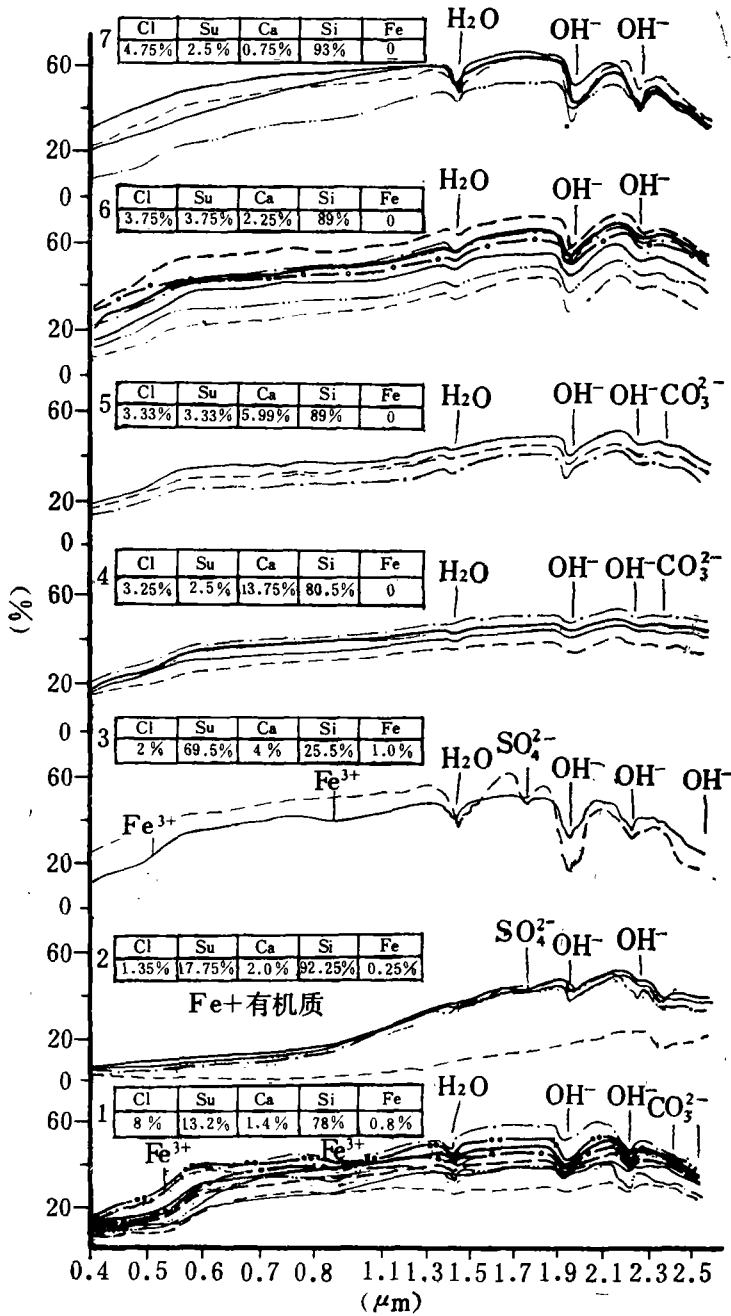 7 Cl Su Ca Si Fe H₂O OH⁻ OH⁻
4.75% 2.5% 0.75% 93% 0
60
20
0
6 Cl Su Ca Si Fe H₂O OH⁻ OH⁻
3.75% 3.75% 2.25% 89% 0
60
20
0
5 Cl Su Ca Si Fe H₂O OH⁻ OH⁻ CO₃²⁻
3.33% 3.33% 5.99% 89% 0
60
20
0
4 Cl Su Ca Si Fe H₂O OH⁻ OH⁻ CO₃²⁻
3.25% 2.5% 13.75% 80.5% 0
60
(%)
20
0
3 Cl Su Ca Si Fe SO₄²⁻
2% 69.5% 4% 25.5% 1.0% H₂O OH⁻ OH⁻ OH⁻
60
Fe³⁺
Fe³⁺
20
0
2 Cl Su Ca Si Fe SO₄²⁻ OH⁻ OH⁻
1.35% 17.75% 2.0% 92.25% 0.25%
60
Fe+有机质
20
0
1 Cl Su Ca Si Fe H₂O OH⁻ OH⁻ CO₃²⁻
8% 13.2% 1.4% 78% 0.8%
60
Fe³⁺ Fe³⁺
20
0.4 0.5 0.6 0.7 0.8 1.1 1.3 1.5 1.7 1.9 2.1 2.3 2.5
(μm)